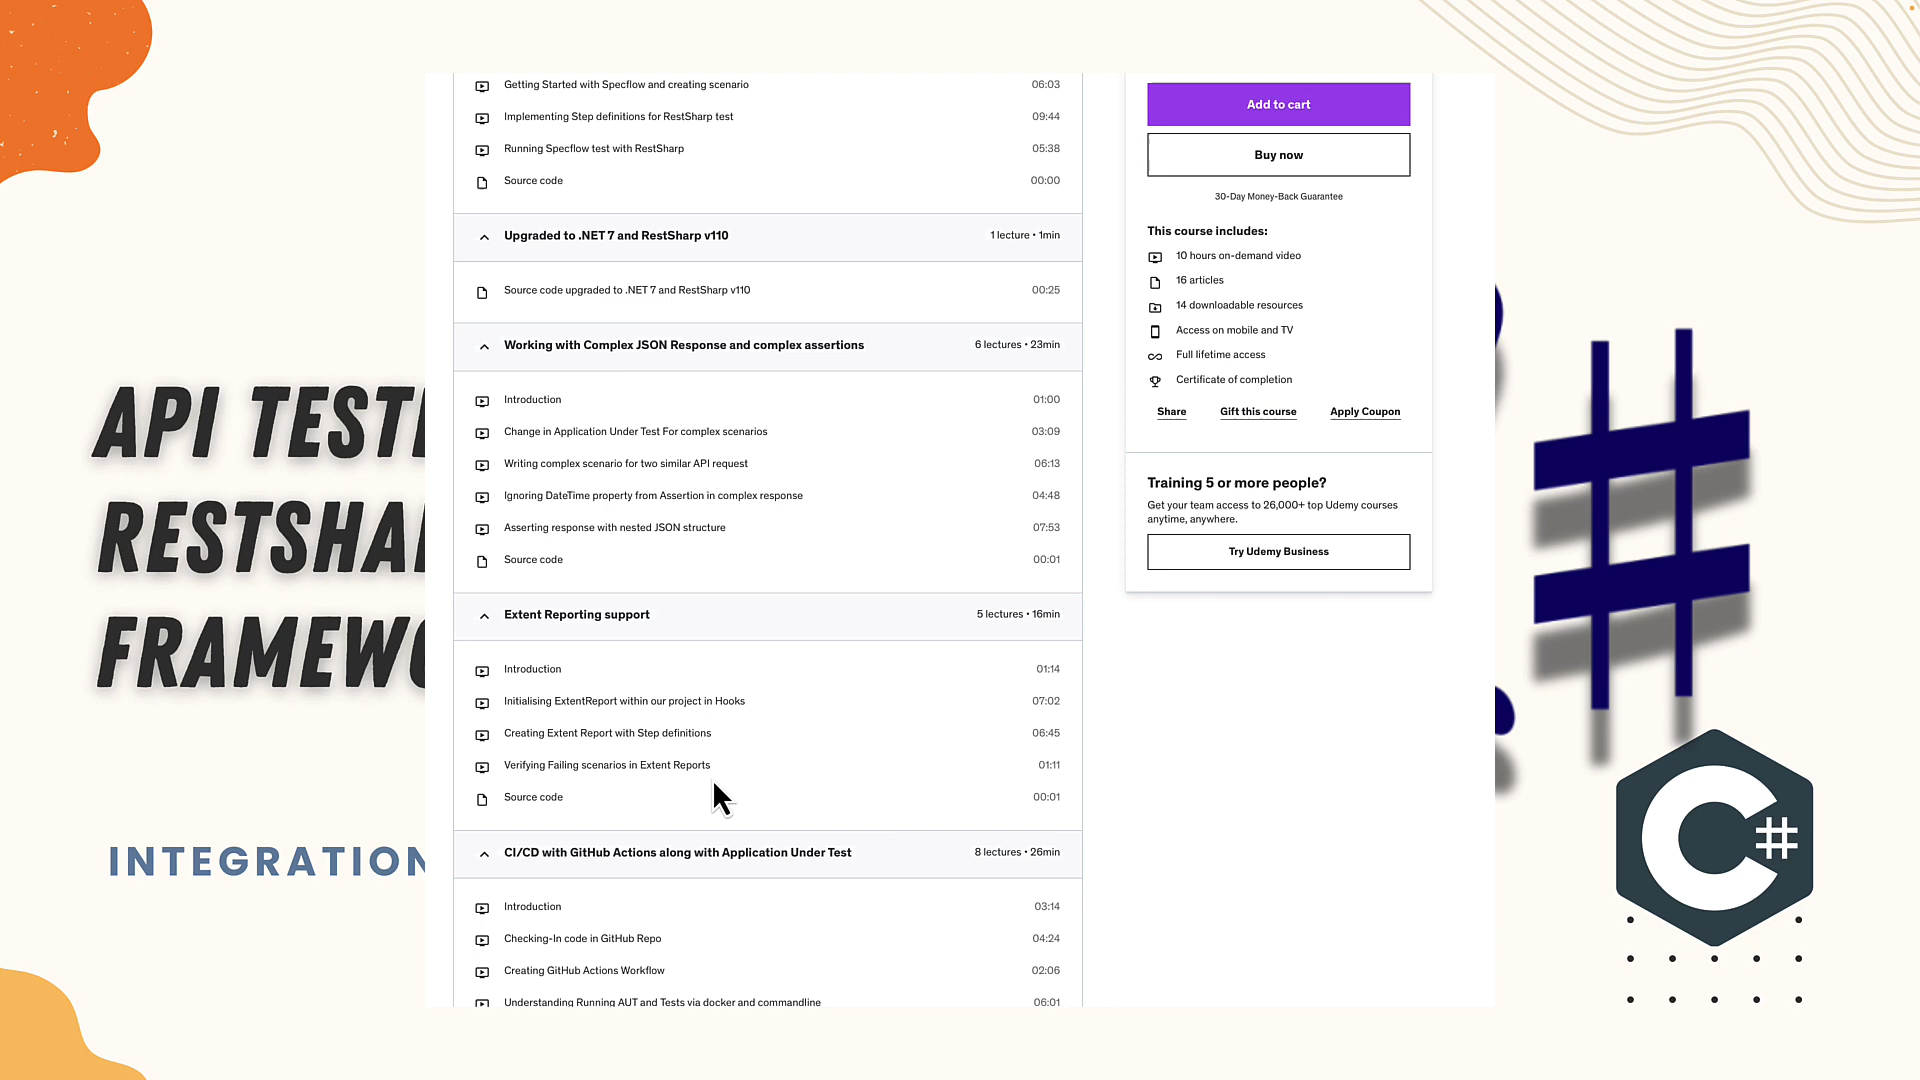 Getting Started with Specflow and creating scenario 06:03
Implementing Step definitions for RestSharp test 09:44
Running Specflow test with RestSharp 05:38
Source code 00:00
Upgraded to .NET 7 and RestSharp v110 1 lecture • 1min
Source code upgraded to .NET 7 and RestSharp v110 00:25
Working with Complex JSON Response and complex assertions 6 lectures • 23min
Introduction 01:00
Change in Application Under Test For complex scenarios 03:09
Writing complex scenario for two similar API request 06:13
Ignoring DateTime property from Assertion in complex response 04:48
Asserting response with nested JSON structure 07:53
Source code 00:01
Extent Reporting support 5 lectures • 16min
Introduction 01:14
Initialising ExtentReport within our project in Hooks 07:02
Creating Extent Report with Step definitions 06:45
Verifying Failing scenarios in Extent Reports 01:11
Source code 00:01
CI/CD with GitHub Actions along with Application Under Test 8 lectures • 26min
Introduction 03:14
Checking-In code in GitHub Repo 04:24
Creating GitHub Actions Workflow 02:06
Understanding Running AUT and Tests via docker and commandline 06:01
Add to cart
Buy now
30-Day Money-Back Guarantee
This course includes:
10 hours on-demand video
16 articles
14 downloadable resources
Access on mobile and TV
Full lifetime access
Certificate of completion
Share Gift this course Apply Coupon
Training 5 or more people?
Get your team access to 26,000+ top Udemy courses
anytime, anywhere.
Try Udemy Business
API TESTI
RESTSHA
FRAMEW
INTEGRATION
#
C#